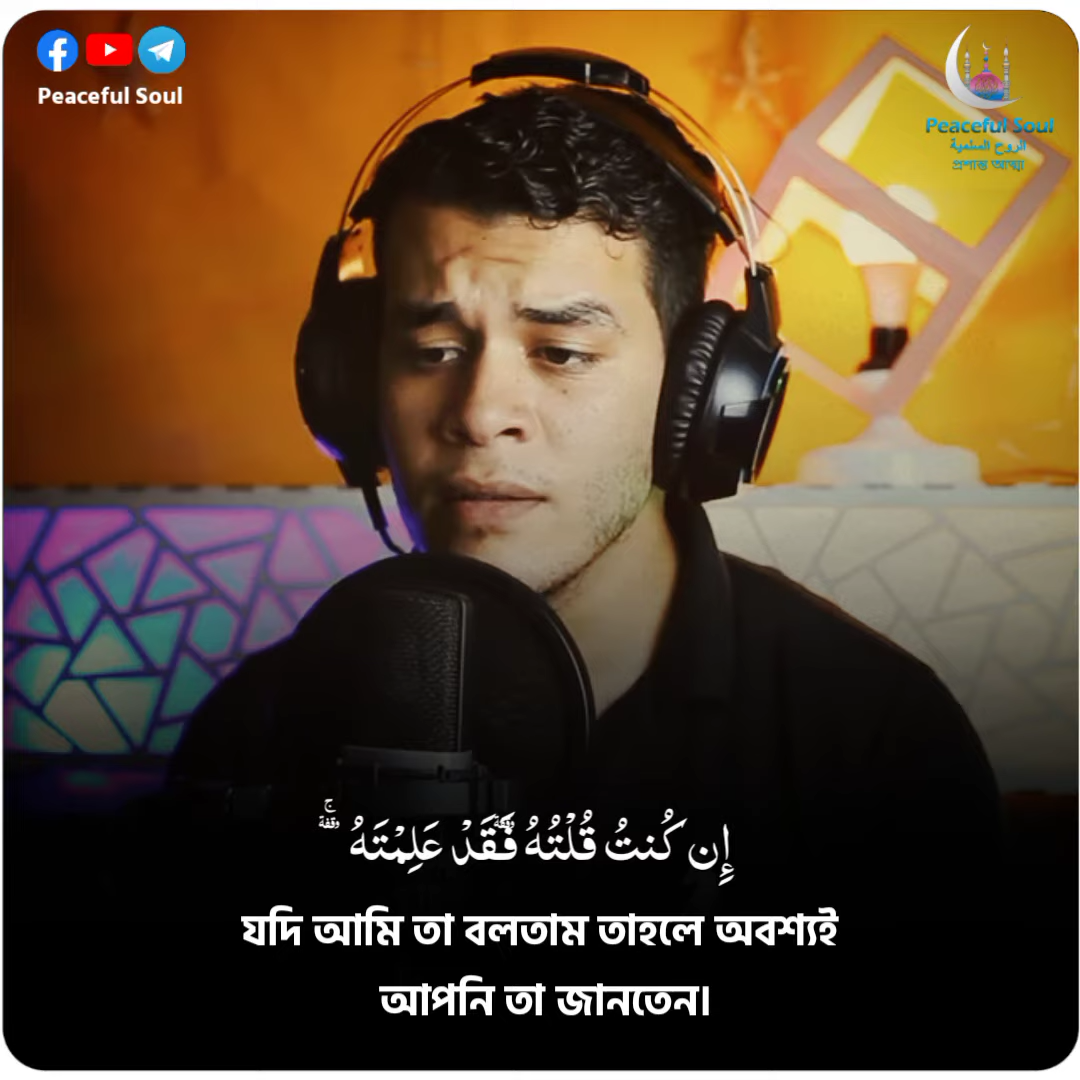 Peaceful Soul
Peaceful Soul
الروح السلمية
প্রশান্ত আত্মা
إِن كُنتُ قُلْتُهُ فَقَدْ عَلِمْتَهُ ۚ
যদি আমি তা বলতাম তাহলে অবশ্যই
আপনি তা জানতেন।